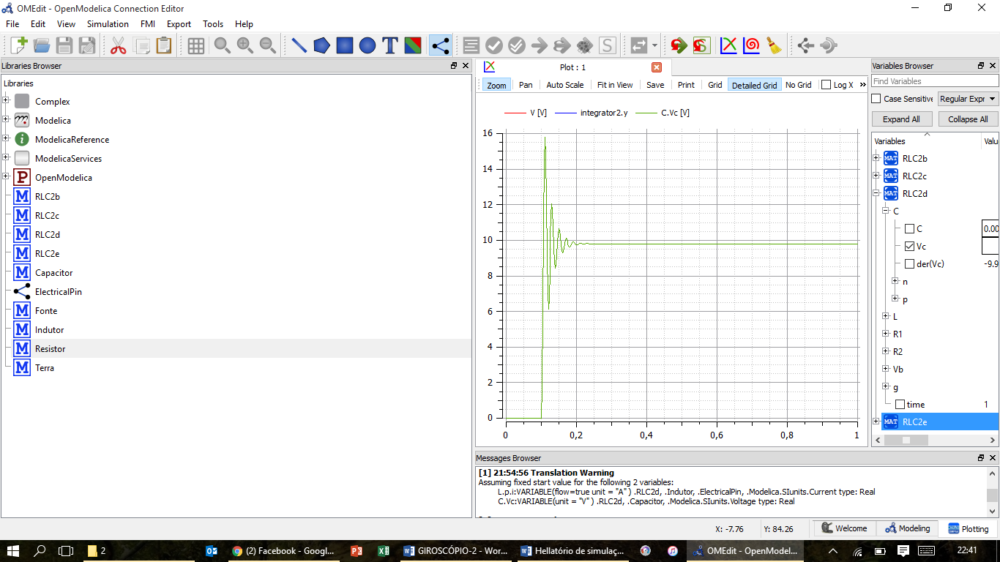 OMEdit - OpenModelica Connection Editor
File Edit View Simulation FMI Export Tools Help
T
S
S
Libraries Browser
Libraries
Complex
Modelica
ModelicaReference
ModelicaServices
P OpenModelica
M RLC2b
M RLC2c
M RLC2d
M RLC2e
M Capacitor
ElectricalPin
M Fonte
M Indutor
M Resistor
M Terra
Plot : 1
Zoom Pan Auto Scale Fit in View Save Print Grid Detailed Grid No Grid Log X »
V [V] integrator2.y C.Vc [V]
16
14
12
10
8
6
4
2
0
0 0,2 0,4 0,6 0,8 1
Variables Browser
Find Variables
Case Sensitive Regular Expr
Expand All Collapse All
Variables Valu
MAT RLC2b
MAT RLC2c
MAT RLC2d
C
C 0.00
Vc
der(Vc) -9.9
n
p
L
R1
R2
Vb
g
time 1
MAT RLC2e
Messages Browser
[1] 21:54:56 Translation Warning
Assuming fixed start value for the following 2 variables:
L.p.i:VARIABLE(flow=true unit = "A" ) .RLC2d, .Indutor, .ElectricalPin, .Modelica.SIunits.Current type: Real
C.Vc:VARIABLE(unit = "V" ) .RLC2d, .Capacitor, .Modelica.SIunits.Voltage type: Real
X: -7.76 Y: 84.26 Welcome Modeling Plotting
2 (2) Facebook - Googl... GIROSCÓPIO-2 - Wor... Hellatório de simulaç... OMEdit - OpenModel... 22:41